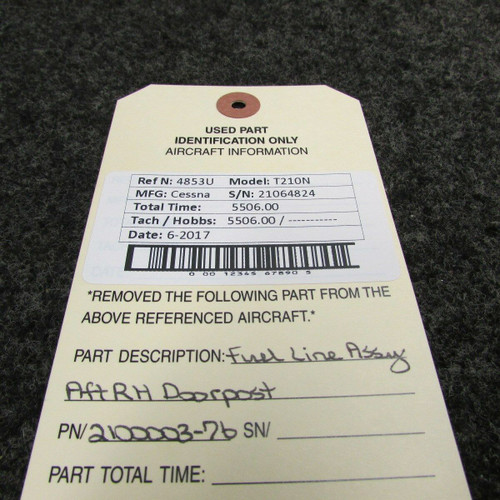 USED PART
IDENTIFICATION ONLY
AIRCRAFT INFORMATION
Ref N: 4853U Model: T210N
MFG: Cessna S/N: 21064824
Total Time: 5506.00
Tach / Hobbs: 5506.00 / -----------
Date: 6-2017
0 00 12345 67890 5
*REMOVED THE FOLLOWING PART FROM THE
ABOVE REFERENCED AIRCRAFT.*
PART DESCRIPTION: Fuel Line Assy
Aft RH Doorpost
PN/ 2100003-76 SN/
PART TOTAL TIME: